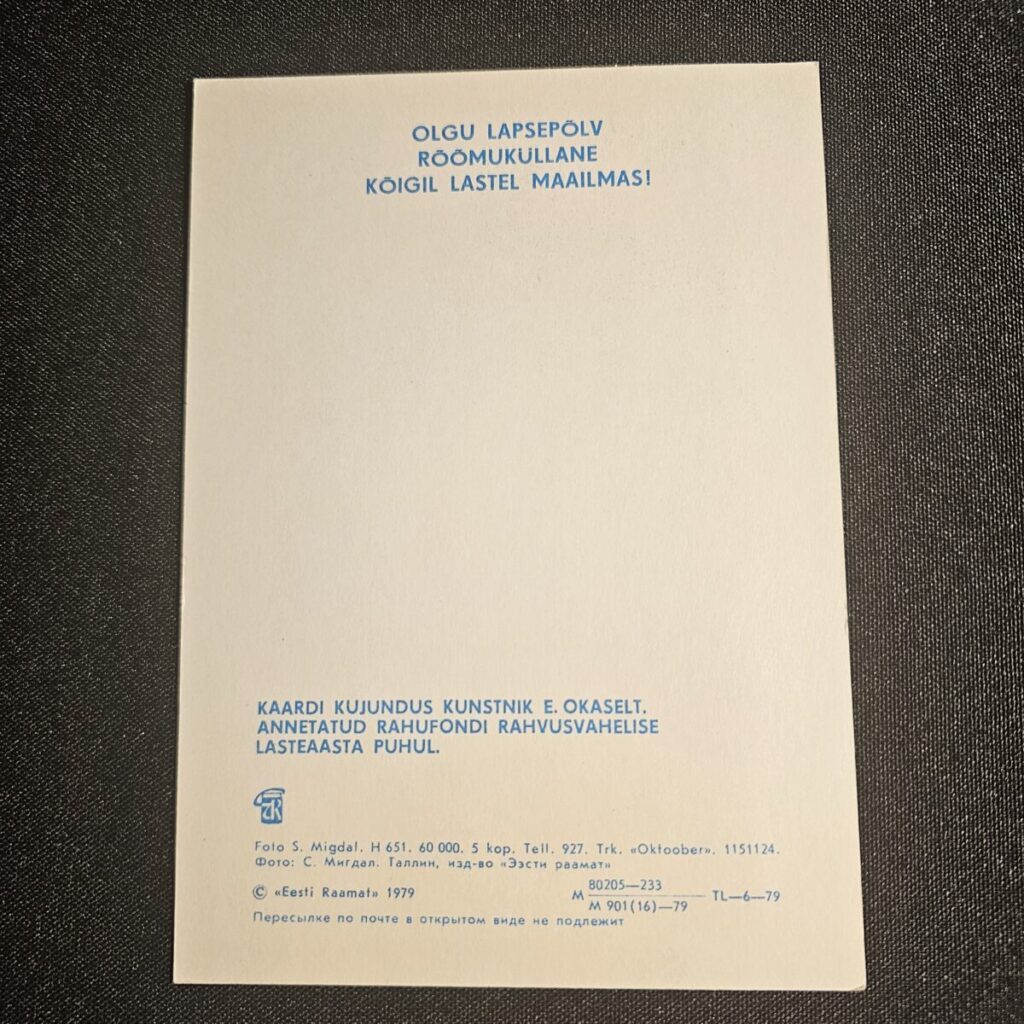 OLGU LAPSEPÕLV
RÕÕMUKÜLLANE
KÕIGIL LASTEL MAAILMAS!
KAARDI KUJUNDUS KUNSTNIK E. OKASELT.
ANNETATUD RAHUFONDI RAHVUSVAHELISE
LASTEAASTA PUHUL.
Foto S. Migdal. H 651. 60 000. 5 kop. Tell. 927. Trk. «Oktoober». 1151124.
Фото: С. Мигдал. Таллин, изд-во «Ээсти раамат»
© «Eesti Raamat» 1979
М 80205—233
М 901(16)—79 TL—6—79
Пересылке по почте в открытом виде не подлежит